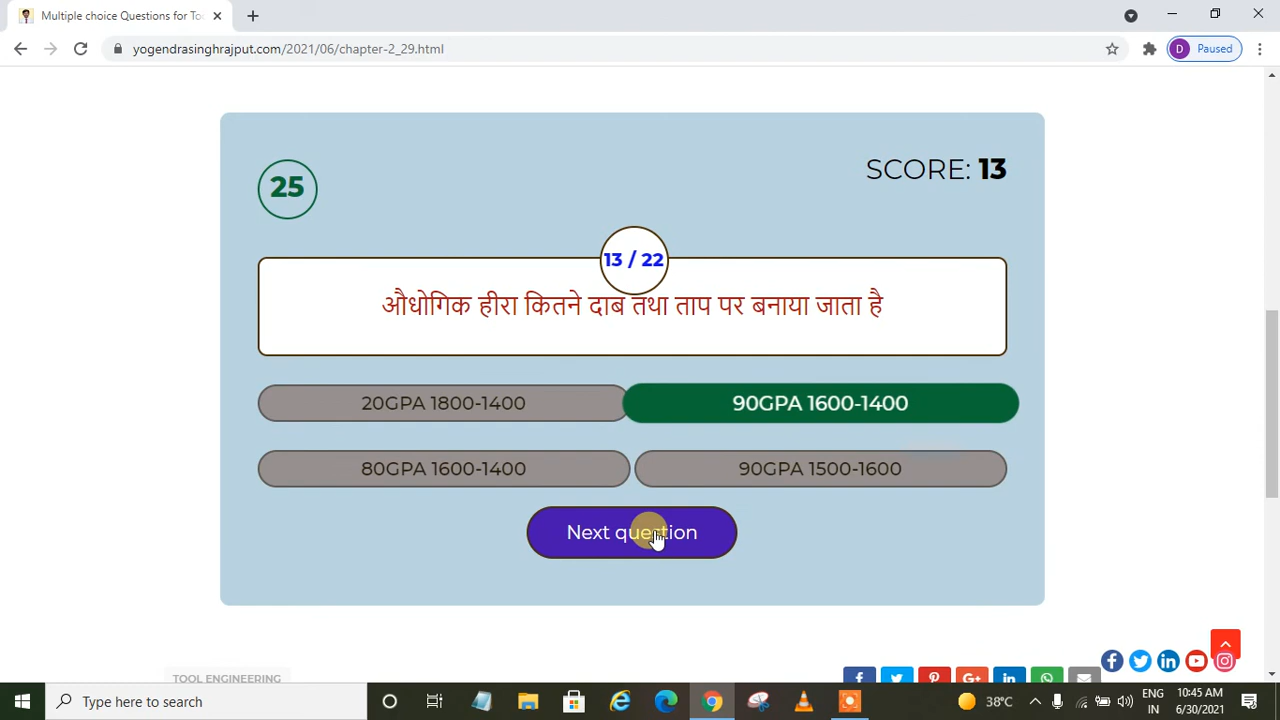 Multiple choice Questions for Too
yogendrasinghrajput.com/2021/06/chapter-2_29.html
D Paused
25
SCORE: 13
13 / 22
औधोगिक हीरा कितने दाब तथा ताप पर बनाया जाता है
20GPA 1800-1400
90GPA 1600-1400
80GPA 1600-1400
90GPA 1500-1600
Next question
TOOL ENGINEERING
Type here to search
38°C
ENG
IN
10:45 AM
6/30/2021